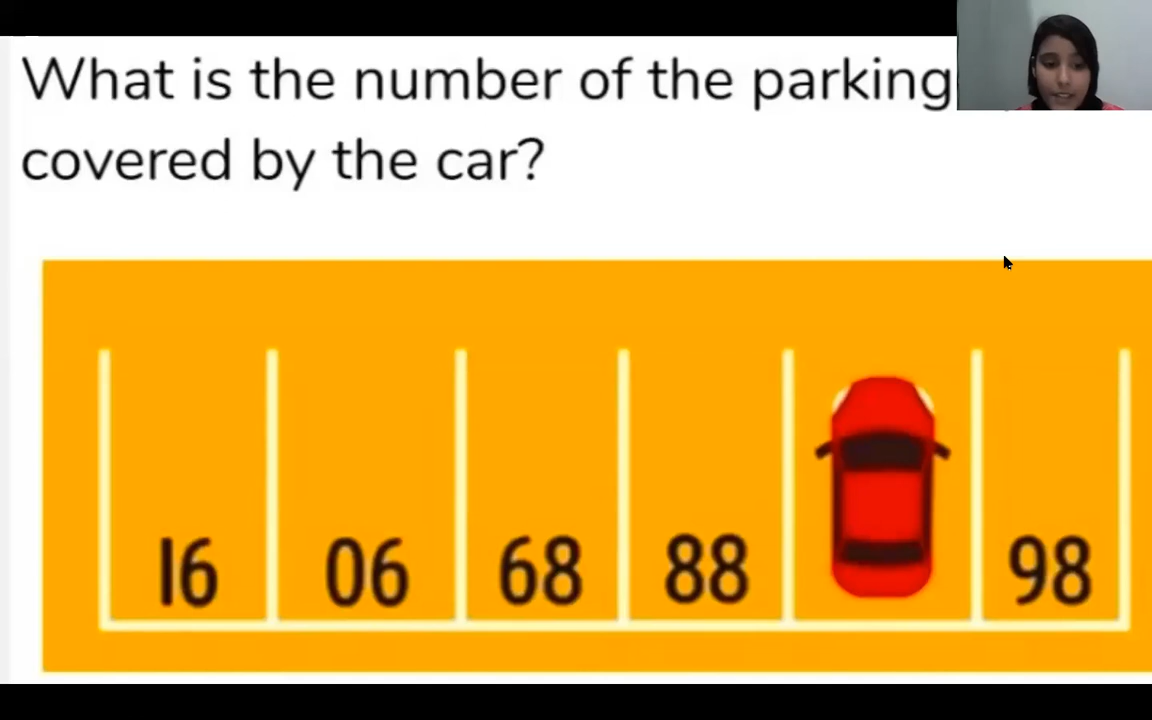 What is the number of the parking
covered by the car?
16 06 68 88 98